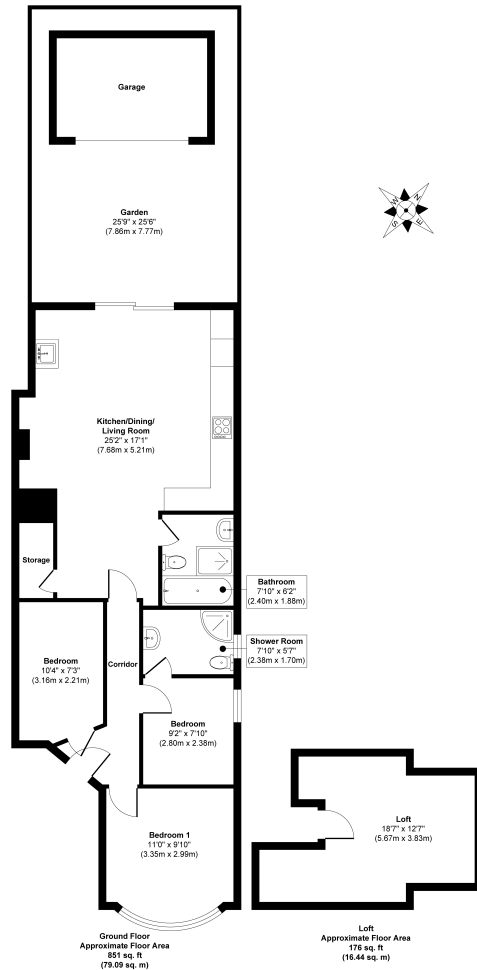 Garage
Garden
25'9" x 25'6"
(7.86m x 7.77m)
N
W
E
S
Kitchen/Dining/
Living Room
25'2" x 17'1"
(7.68m x 5.21m)
Storage
Bathroom
7'10" x 6'2"
(2.40m x 1.88m)
Shower Room
7'10" x 5'7"
(2.38m x 1.70m)
Bedroom
10'4" x 7'3"
(3.16m x 2.21m)
Corridor
Bedroom
9'2" x 7'10"
(2.80m x 2.38m)
Bedroom 1
11'0" x 9'10"
(3.35m x 2.99m)
Loft
18'7" x 12'7"
(5.67m x 3.83m)
Ground Floor
Approximate Floor Area
851 sq. ft
(79.09 sq. m)
Loft
Approximate Floor Area
176 sq. ft
(16.44 sq. m)